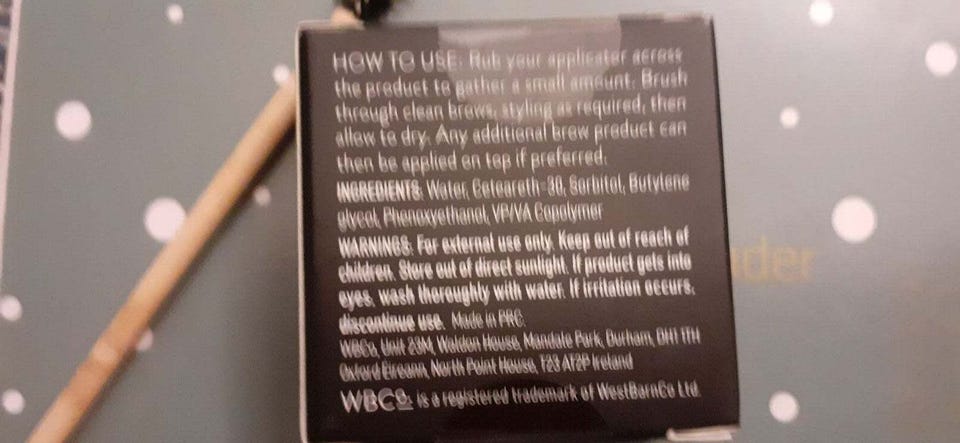 HOW TO USE: Rub your applicator across
the product to gather a small amount. Brush
through clean brows, styling as required, then
allow to dry. Any additional brow product can
then be applied on top if preferred.
INGREDIENTS: Water, Ceteareth-30, Sorbitol, Butylene
glycol, Phenoxyethanol, VP/VA Copolymer
WARNINGS: For external use only. Keep out of reach of
children. Store out of direct sunlight. If product gets into
eyes, wash thoroughly with water. If irritation occurs,
discontinue use. Made in PRC.
WBCo, Unit 23M, Waldon House, Mandale Park, Durham, DH1 1TH
Oxford Eireann, North Point House, T23 AT2P Ireland
WBCo. is a registered trademark of WestBarnCo Ltd.